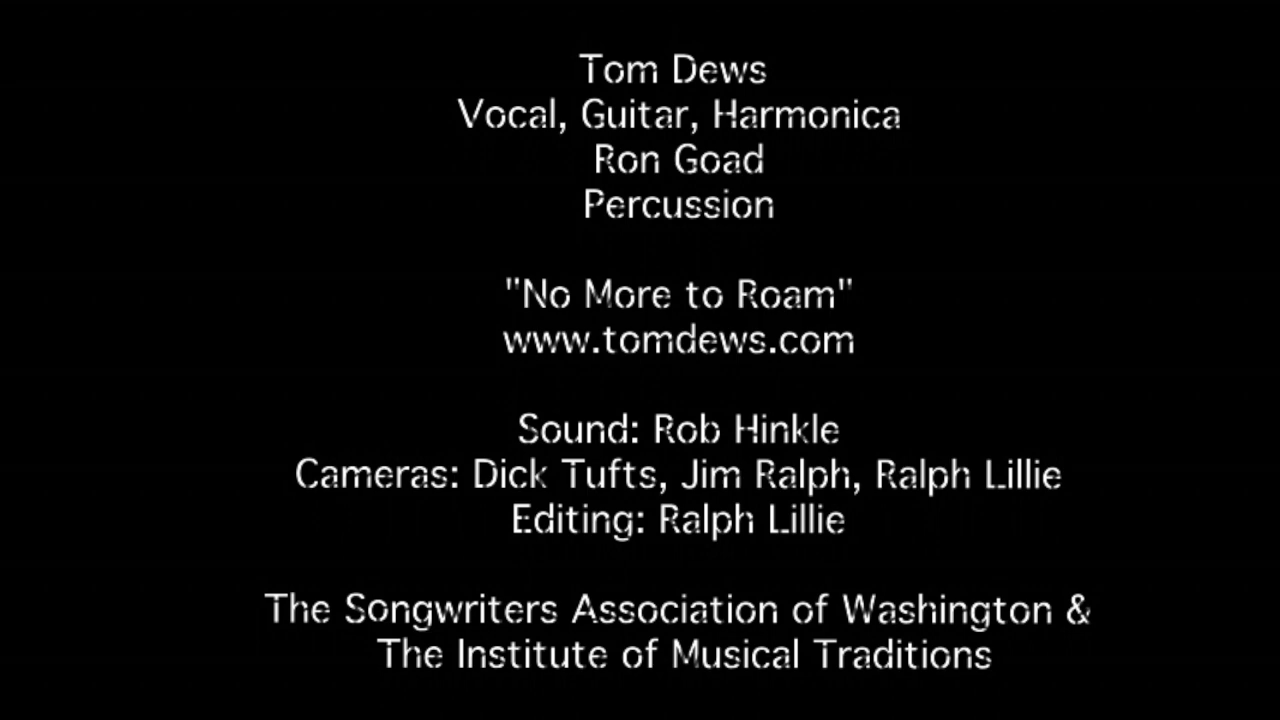 Tom Dews
Vocal, Guitar, Harmonica
Ron Goad
Percussion
"No More to Roam"
www.tomdews.com
Sound: Rob Hinkle
Cameras: Dick Tufts, Jim Ralph, Ralph Lillie
Editing: Ralph Lillie
The Songwriters Association of Washington &
The Institute of Musical Traditions